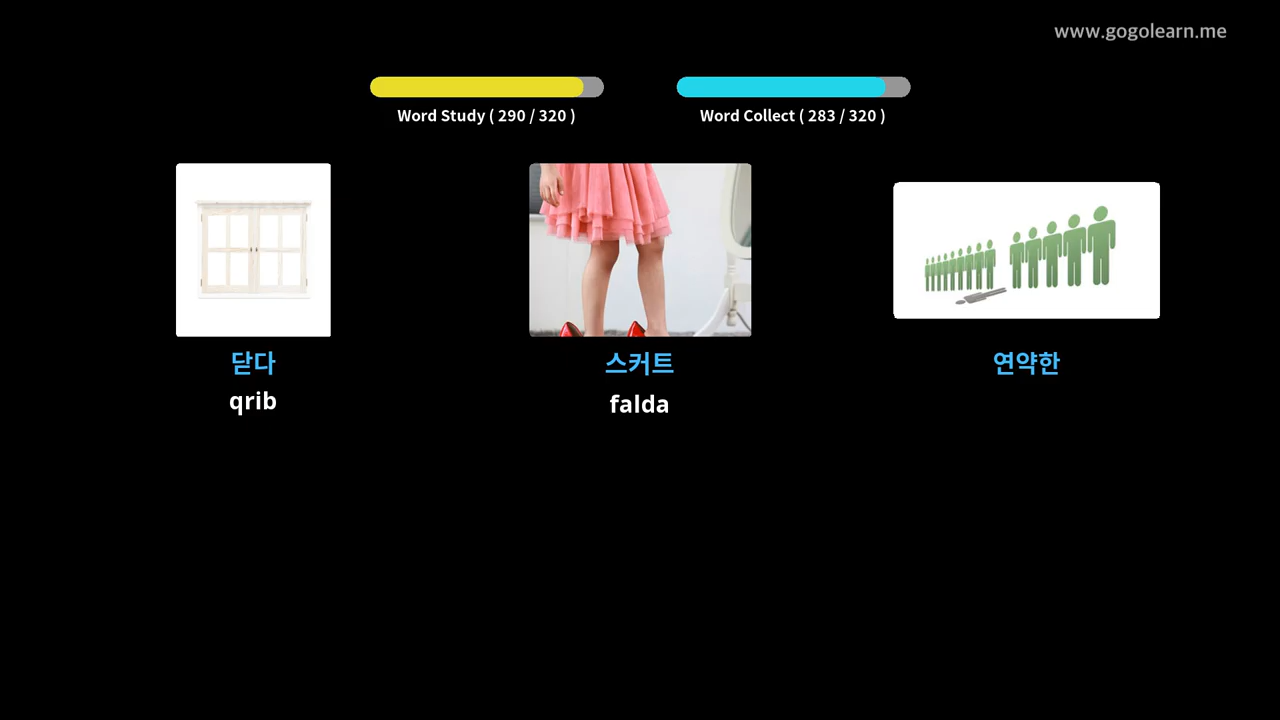 www.gogolearn.me
Word Study ( 290 / 320 )
Word Collect ( 283 / 320 )
닫다
스커트
연약한
qrib
falda